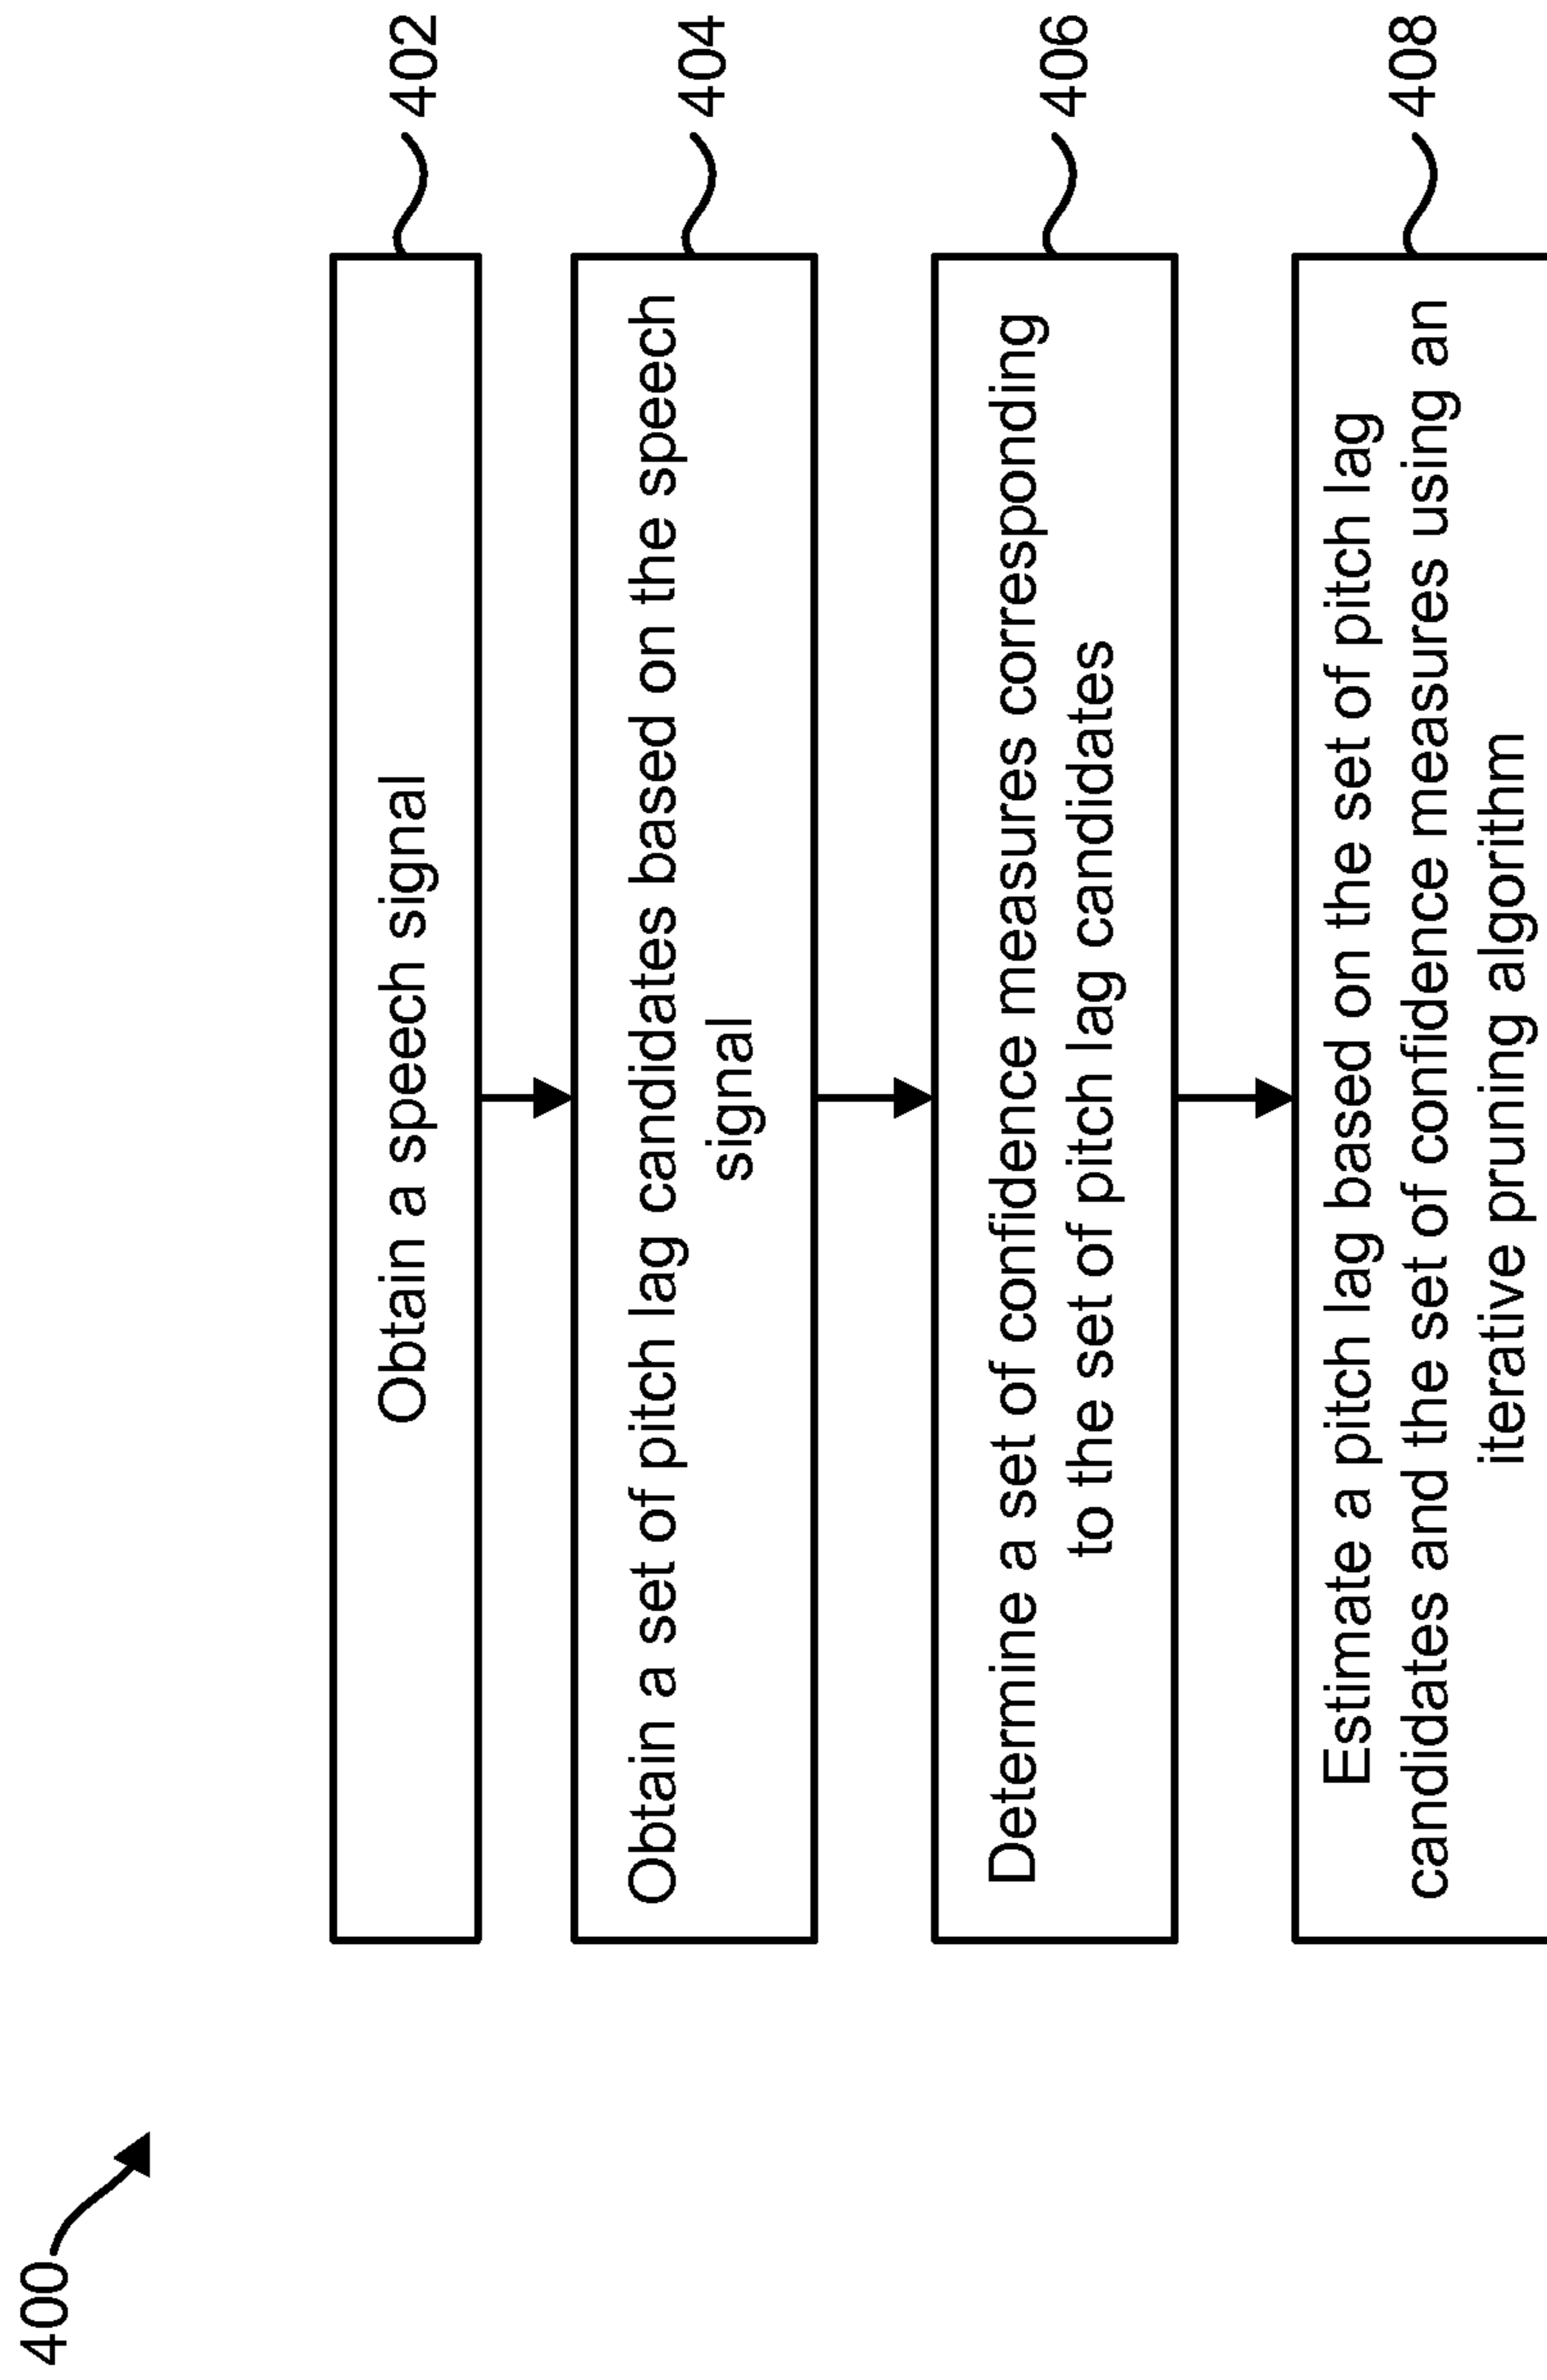 400
Obtain a speech signal
402
Obtain a set of pitch lag candidates based on the speech
signal
404
Determine a set of confidence measures corresponding
to the set of pitch lag candidates
406
Estimate a pitch lag based on the set of pitch lag
candidates and the set of confidence measures using an
iterative pruning algorithm
408